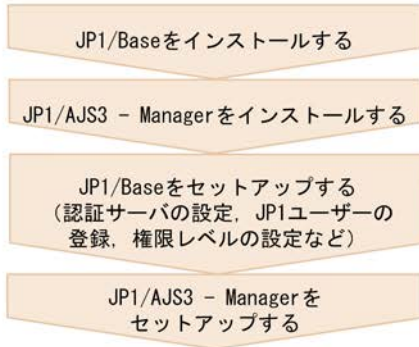 JP1/Baseをインストールする
JP1/AJS3 − Managerをインストールする
JP1/Baseをセットアップする
(認証サーバの設定，JP1ユーザーの
登録，権限レベルの設定など)
JP1/AJS3 − Managerを
セットアップする